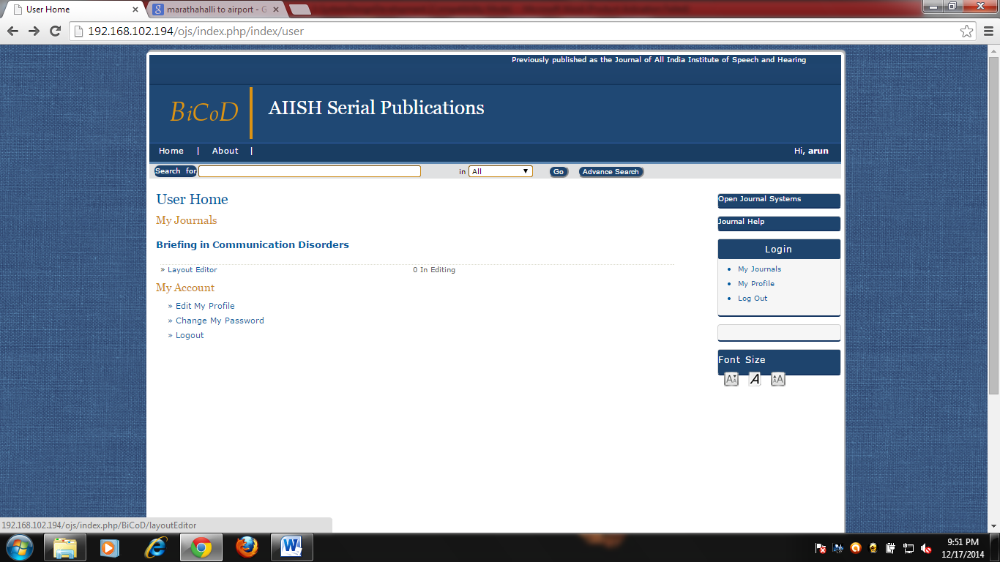 User Home
marathahalli to airport - G
192.168.102.194/ojs/index.php/index/user
Previously published as the Journal of All India Institute of Speech and Hearing
BiCoD
AIISH Serial Publications
Home | About |
Hi, arun
Search for in All Go Advance Search
User Home
My Journals
Briefing in Communication Disorders
» Layout Editor 0 In Editing
My Account
» Edit My Profile
» Change My Password
» Logout
Open Journal Systems
Journal Help
Login
My Journals
My Profile
Log Out
Font Size
192.168.102.194/ojs/index.php/BiCoD/layoutEditor
9:51 PM
12/17/2014